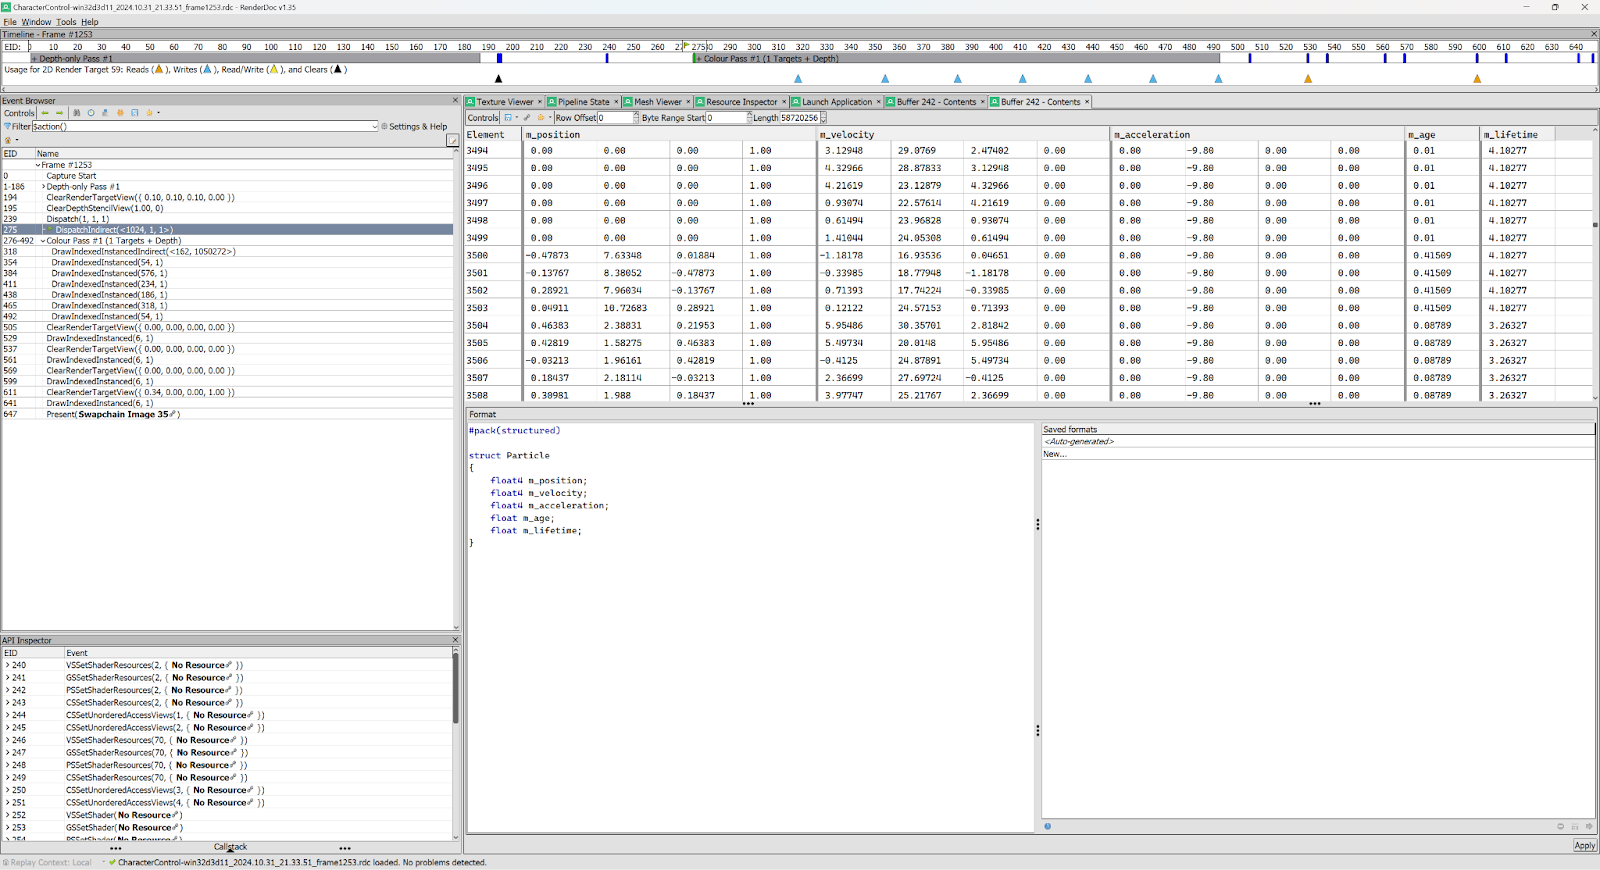 CharacterControl-win32d3d11_2024.10.31_21.33.51_frame1253.rdc - RenderDoc v1.35
File Window Tools Help
Timeline - Frame #1253
EID: 0 10 20 30 40 50 60 70 80 90 100 110 120 130 140 150 160 170 180 190 200 210 220 230 240 250 260 27 275 290 300 310 320 330 340 350 360 370 380 390 400 410 420 430 440 450 460 470 480 490 500 510 520 530 540 550 560 570 580 590 600 610 620 630 640
+ Depth-only Pass #1 + Colour Pass #1 (1 Targets + Depth)
Usage for 2D Render Target 59: Reads ( ), Writes ( ), Read/Write ( ), and Clears ( )
Event Browser
Controls
Filter $action() Settings & Help
EID Name
Frame #1253
0 Capture Start
1-186 Depth-only Pass #1
194 ClearRenderTargetView({ 0.10, 0.10, 0.10, 0.00 })
195 ClearDepthStencilView(1.00, 0)
239 Dispatch(1, 1, 1)
275 DispatchIndirect(<1024, 1, 1>)
276-492 Colour Pass #1 (1 Targets + Depth)
318 DrawIndexedInstancedIndirect(<162, 1050272>)
354 DrawIndexedInstanced(54, 1)
384 DrawIndexedInstanced(576, 1)
411 DrawIndexedInstanced(234, 1)
438 DrawIndexedInstanced(186, 1)
465 DrawIndexedInstanced(318, 1)
492 DrawIndexedInstanced(54, 1)
505 ClearRenderTargetView({ 0.00, 0.00, 0.00, 0.00 })
529 DrawIndexedInstanced(6, 1)
537 ClearRenderTargetView({ 0.00, 0.00, 0.00, 0.00 })
561 DrawIndexedInstanced(6, 1)
569 ClearRenderTargetView({ 0.00, 0.00, 0.00, 0.00 })
599 DrawIndexedInstanced(6, 1)
611 ClearRenderTargetView({ 0.34, 0.00, 0.00, 1.00 })
641 DrawIndexedInstanced(6, 1)
647 Present(Swapchain Image 35)
API Inspector
EID Event
240 VSSetShaderResources(2, { No Resource })
241 GSSetShaderResources(2, { No Resource })
242 PSSetShaderResources(2, { No Resource })
243 CSSetShaderResources(2, { No Resource })
244 CSSetUnorderedAccessViews(1, { No Resource })
245 CSSetUnorderedAccessViews(2, { No Resource })
246 VSSetShaderResources(70, { No Resource })
247 GSSetShaderResources(70, { No Resource })
248 PSSetShaderResources(70, { No Resource })
249 CSSetShaderResources(70, { No Resource })
250 CSSetUnorderedAccessViews(3, { No Resource })
251 CSSetUnorderedAccessViews(4, { No Resource })
252 VSSetShader(No Resource)
253 GSSetShader(No Resource)
254 PSSetShader(No Resource)
Callstack
Texture Viewer Pipeline State Mesh Viewer Resource Inspector Launch Application Buffer 242 - Contents Buffer 242 - Contents
Controls Row Offset 0 Byte Range Start 0 Length 58720256
Element m_position m_velocity m_acceleration m_age m_lifetime
3494 0.00 0.00 0.00 1.00 3.12948 29.0769 2.47402 0.00 0.00 -9.80 0.00 0.00 0.01 4.10277
3495 0.00 0.00 0.00 1.00 4.32966 28.87833 3.12948 0.00 0.00 -9.80 0.00 0.00 0.01 4.10277
3496 0.00 0.00 0.00 1.00 4.21619 23.12879 4.32966 0.00 0.00 -9.80 0.00 0.00 0.01 4.10277
3497 0.00 0.00 0.00 1.00 0.93074 22.57614 4.21619 0.00 0.00 -9.80 0.00 0.00 0.01 4.10277
3498 0.00 0.00 0.00 1.00 0.61494 23.96828 0.93074 0.00 0.00 -9.80 0.00 0.00 0.01 4.10277
3499 0.00 0.00 0.00 1.00 1.41044 24.05308 0.61494 0.00 0.00 -9.80 0.00 0.00 0.01 4.10277
3500 -0.47873 7.63348 0.01884 1.00 -1.18178 16.93536 0.04651 0.00 0.00 -9.80 0.00 0.00 0.41509 4.10277
3501 -0.13767 8.38052 -0.47873 1.00 -0.33985 18.77948 -1.18178 0.00 0.00 -9.80 0.00 0.00 0.41509 4.10277
3502 0.28921 7.96034 -0.13767 1.00 0.71393 17.74224 -0.33985 0.00 0.00 -9.80 0.00 0.00 0.41509 4.10277
3503 0.04911 10.72683 0.28921 1.00 0.12122 24.57153 0.71393 0.00 0.00 -9.80 0.00 0.00 0.41509 4.10277
3504 0.46383 2.38831 0.21953 1.00 5.95486 30.35701 2.81842 0.00 0.00 -9.80 0.00 0.00 0.08789 3.26327
3505 0.42819 1.58275 0.46383 1.00 5.49734 20.0148 5.95486 0.00 0.00 -9.80 0.00 0.00 0.08789 3.26327
3506 -0.03213 1.96161 0.42819 1.00 -0.4125 24.87891 5.49734 0.00 0.00 -9.80 0.00 0.00 0.08789 3.26327
3507 0.18437 2.18114 -0.03213 1.00 2.36699 27.69724 -0.4125 0.00 0.00 -9.80 0.00 0.00 0.08789 3.26327
3508 0.30981 1.988 0.18437 1.00 3.97747 25.21767 2.36699 0.00 0.00 -9.80 0.00 0.00 0.08789 3.26327
Format
#pack(structured)
struct Particle
{
float4 m_position;
float4 m_velocity;
float4 m_acceleration;
float m_age;
float m_lifetime;
}
Saved formats
<Auto-generated>
New...
Apply
Replay Context: Local CharacterControl-win32d3d11_2024.10.31_21.33.51_frame1253.rdc loaded. No problems detected.